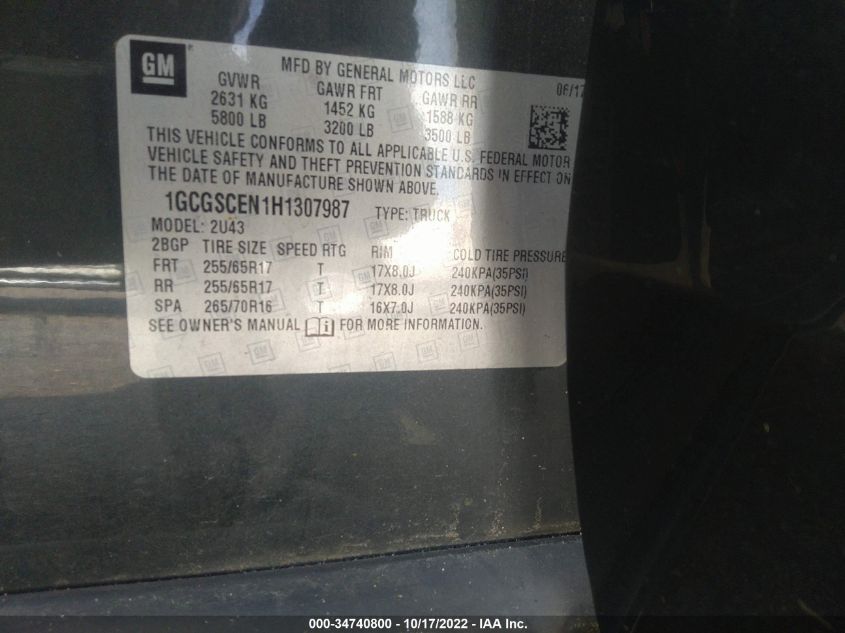 GM
MFD BY GENERAL MOTORS LLC
06/17
GVWR GAWR FRT GAWR RR
2631 KG 1452 KG 1588 KG
5800 LB 3200 LB 3500 LB
THIS VEHICLE CONFORMS TO ALL APPLICABLE U.S. FEDERAL MOTOR
VEHICLE SAFETY AND THEFT PREVENTION STANDARDS IN EFFECT ON
THE DATE OF MANUFACTURE SHOWN ABOVE.
1GCGSCEN1H1307987 TYPE: TRUCK
MODEL: 2U43
2BGP TIRE SIZE SPEED RTG RIM COLD TIRE PRESSURE
FRT 255/65R17 T 17X8.0J 240KPA(35PSI)
RR 255/65R17 T 17X8.0J 240KPA(35PSI)
SPA 265/70R16 T 16X7.0J 240KPA(35PSI)
SEE OWNER'S MANUAL FOR MORE INFORMATION.
000-34740800 - 10/17/2022 - IAA Inc.